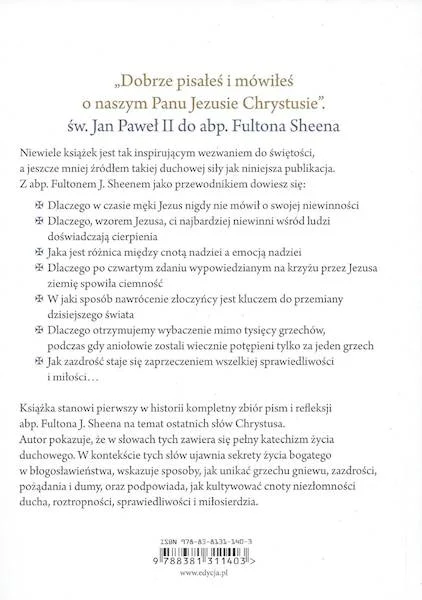 „Dobrze pisałeś i mówiłeś
o naszym Panu Jezusie Chrystusie”.
św. Jan Paweł II do abp. Fultona Sheena
Niewiele książek jest tak inspirującym wezwaniem do świętości,
a jeszcze mniej źródłem takiej duchowej siły jak niniejsza publikacja.
Z abp. Fultonem J. Sheenem jako przewodnikiem dowiesz się:
✠ Dlaczego w czasie męki Jezus nigdy nie mówił o swojej niewinności
✠ Dlaczego, wzorem Jezusa, ci najbardziej niewinni wśród ludzi
doświadczają cierpienia
✠ Jaka jest różnica między cnotą nadziei a emocją nadziei
✠ Dlaczego po czwartym zdaniu wypowiedzianym na krzyżu przez Jezusa
ziemię spowiła ciemność
✠ W jaki sposób nawrócenie złoczyńcy jest kluczem do przemiany
dzisiejszego świata
✠ Dlaczego otrzymujemy wybaczenie mimo tysięcy grzechów,
podczas gdy aniołowie zostali wiecznie potępieni tylko za jeden grzech
✠ Jak zazdrość staje się zaprzeczeniem wszelkiej sprawiedliwości
i miłości…
Książka stanowi pierwszy w historii kompletny zbiór pism i refleksji
abp. Fultona J. Sheena na temat ostatnich słów Chrystusa.
Autor pokazuje, że w słowach tych zawiera się pełny katechizm życia
duchowego. W kontekście tych słów ujawnia sekrety życia bogatego
w błogosławieństwa, wskazuje sposoby, jak unikać grzechu gniewu, zazdrości,
pożądania i dumy, oraz podpowiada, jak kultywować cnoty niezłomności
ducha, roztropności, sprawiedliwości i miłosierdzia.
ISBN 978-83-8131-140-3
9 788381 311403 >
www.edycja.pl